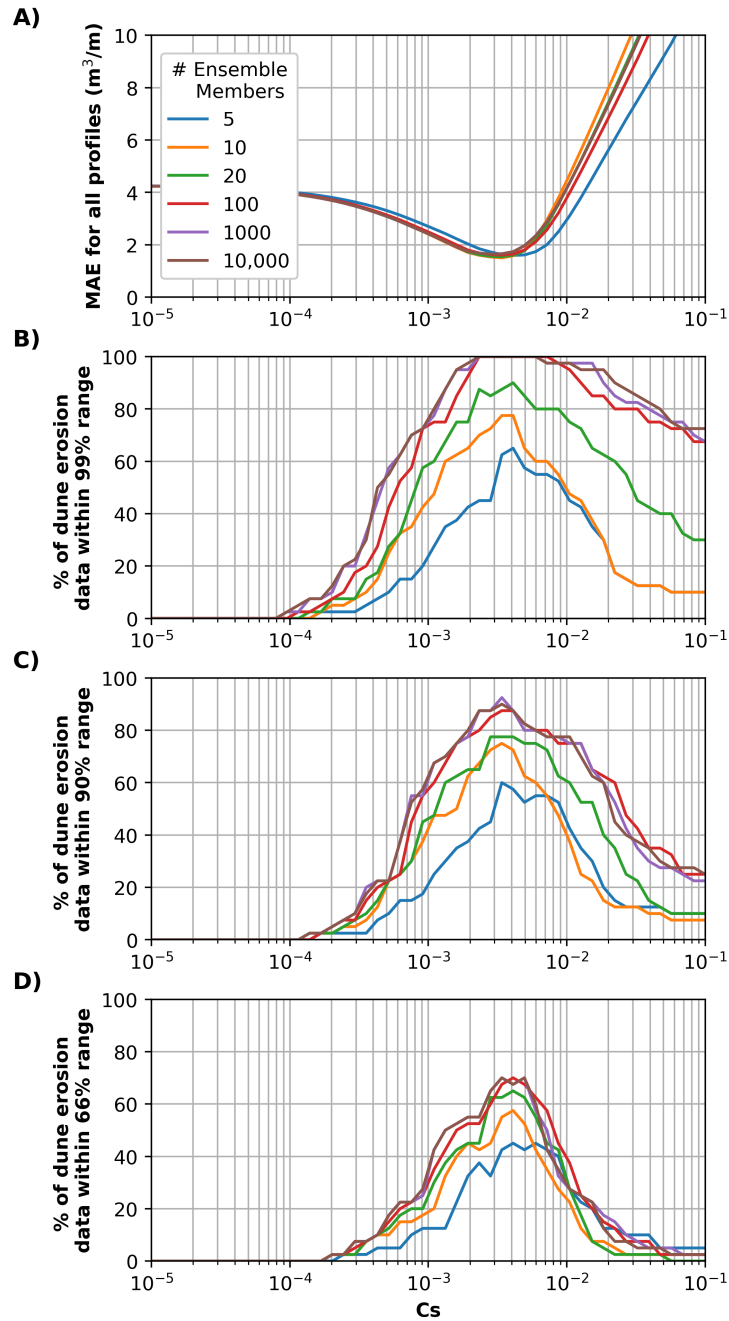 A)
MAE for all profiles (m³/m)
10
8
6
4
2
0
# Ensemble
Members
5
10
20
100
1000
10,000
10⁻⁵ 10⁻⁴ 10⁻³ 10⁻² 10⁻¹
B)
% of dune erosion
data within 99% range
100
80
60
40
20
0
10⁻⁵ 10⁻⁴ 10⁻³ 10⁻² 10⁻¹
C)
% of dune erosion
data within 90% range
100
80
60
40
20
0
10⁻⁵ 10⁻⁴ 10⁻³ 10⁻² 10⁻¹
D)
% of dune erosion
data within 66% range
100
80
60
40
20
0
10⁻⁵ 10⁻⁴ 10⁻³ 10⁻² 10⁻¹
Cs